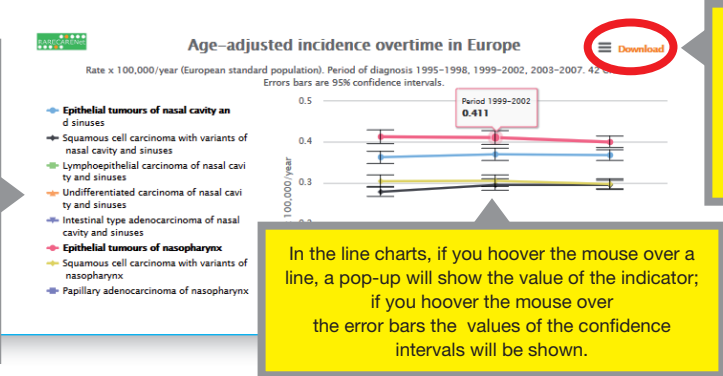 RARECARENet
Age-adjusted incidence overtime in Europe
Download
Rate x 100,000/year (European standard population). Period of diagnosis 1995-1998, 1999-2002, 2003-2007. 42
Errors bars are 95% confidence intervals.
Epithelial tumours of nasal cavity an
d sinuses
Squamous cell carcinoma with variants of
nasal cavity and sinuses
Lymphoepithelial carcinoma of nasal cavi
ty and sinuses
Undifferentiated carcinoma of nasal cavi
ty and sinuses
Intestinal type adenocarcinoma of nasal
cavity and sinuses
Epithelial tumours of nasopharynx
Squamous cell carcinoma with variants of
nasopharynx
Papillary adenocarcinoma of nasopharynx
0.5
0.4
0.3
100,000/year
Period 1999-2002
0.411
In the line charts, if you hoover the mouse over a
line, a pop-up will show the value of the indicator;
if you hoover the mouse over
the error bars the values of the confidence
intervals will be shown.